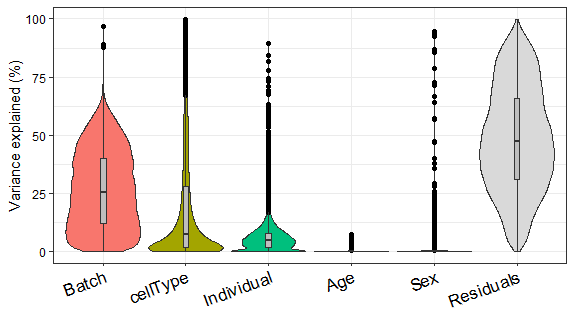 Variance explained (%)
100
75
50
25
0
Batch
cellType
Individual
Age
Sex
Residuals